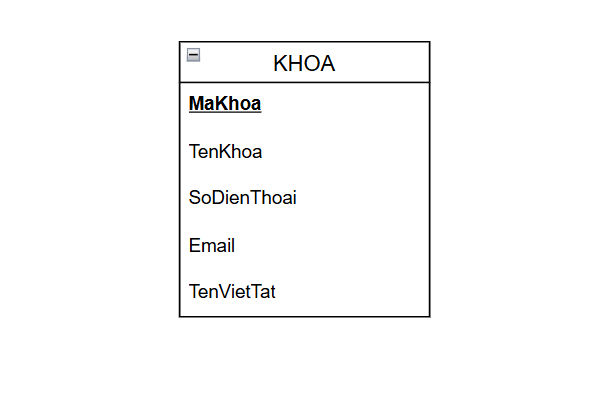 KHOA
MaKhoa
TenKhoa
SoDienThoai
Email
TenVietTat